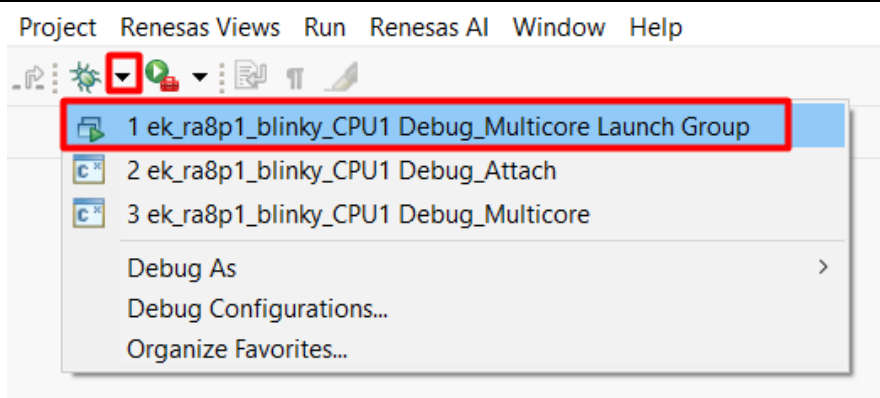 Project Renesas Views Run Renesas AI Window Help
1 ek_ra8p1_blinky_CPU1 Debug_Multicore Launch Group
2 ek_ra8p1_blinky_CPU1 Debug_Attach
3 ek_ra8p1_blinky_CPU1 Debug_Multicore
Debug As
Debug Configurations...
Organize Favorites...